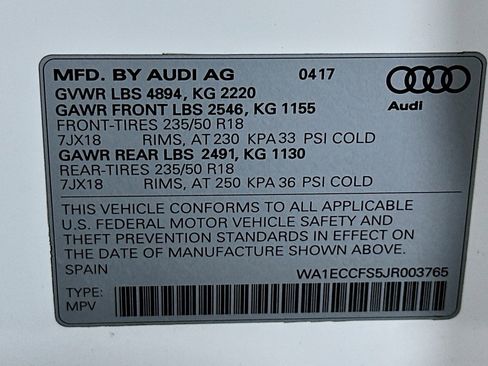 MFD. BY AUDI AG 0417
GVWR LBS 4894, KG 2220
GAWR FRONT LBS 2546, KG 1155
Audi
FRONT-TIRES 235/50 R18
7JX18 RIMS, AT 230 KPA 33 PSI COLD
GAWR REAR LBS 2491, KG 1130
REAR-TIRES 235/50 R18
7JX18 RIMS, AT 250 KPA 36 PSI COLD
THIS VEHICLE CONFORMS TO ALL APPLICABLE
U.S. FEDERAL MOTOR VEHICLE SAFETY AND
THEFT PREVENTION STANDARDS IN EFFECT ON
THE DATE OF MANUFACTURE SHOWN ABOVE.
SPAIN WA1ECCFS5JR003765
TYPE:
MPV